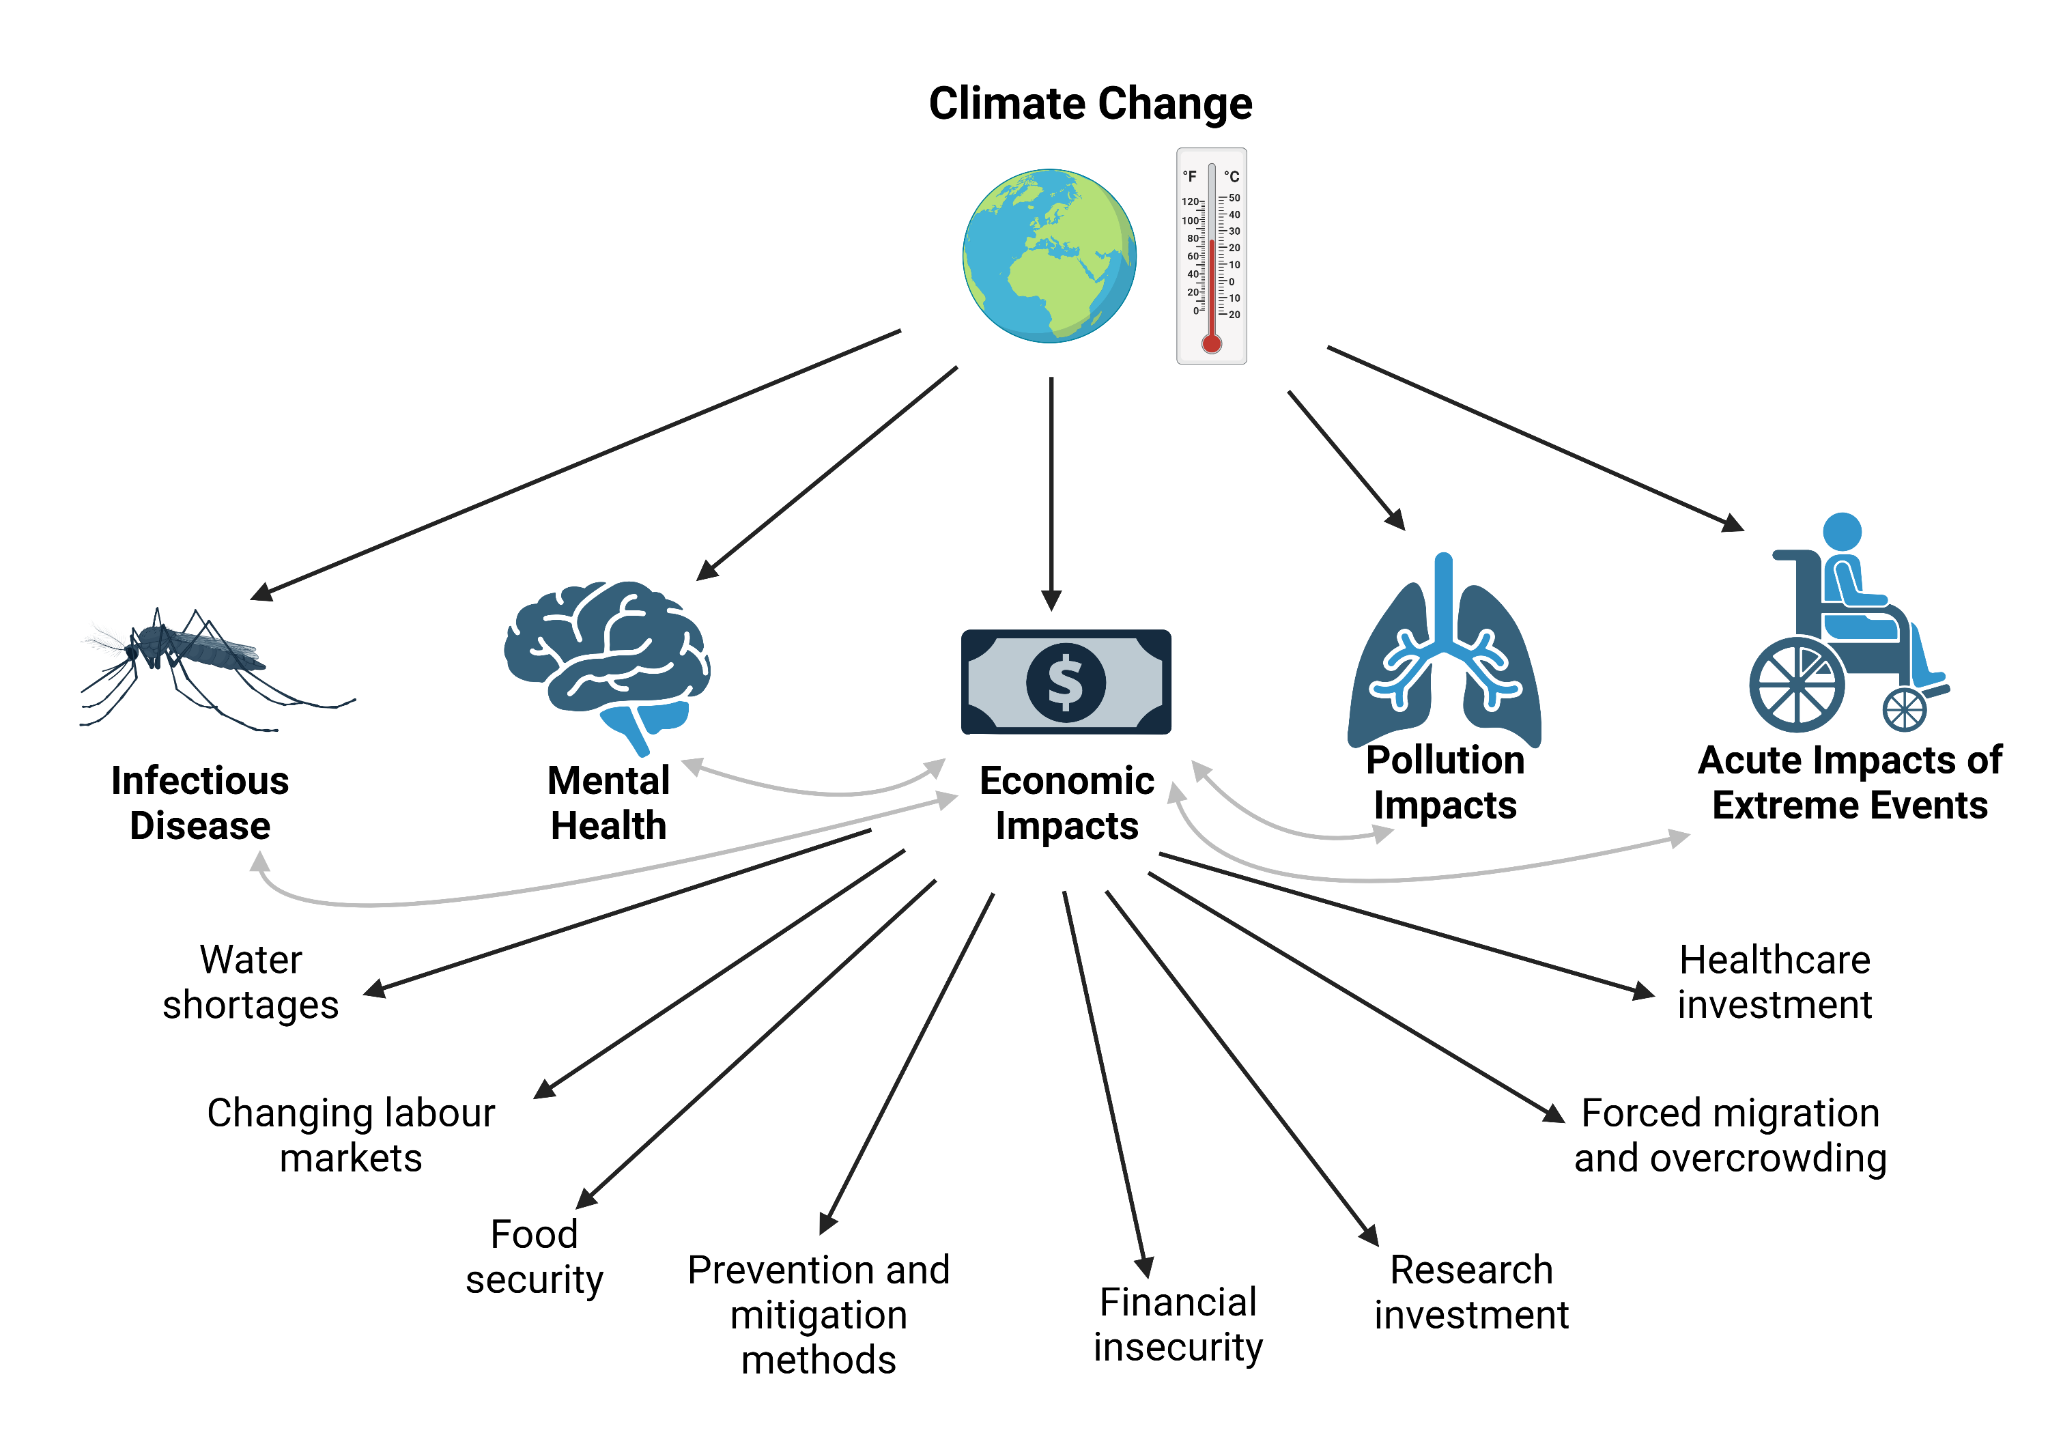 Climate Change
°F °C
120 50
100 40
80 30
60 20
40 10
20 0
0 10
20
Infectious
Disease
Mental
Health
$
Economic
Impacts
Pollution
Impacts
Acute Impacts of
Extreme Events
Water
shortages
Changing labour
markets
Food
security
Prevention and
mitigation
methods
Financial
insecurity
Research
investment
Forced migration
and overcrowding
Healthcare
investment